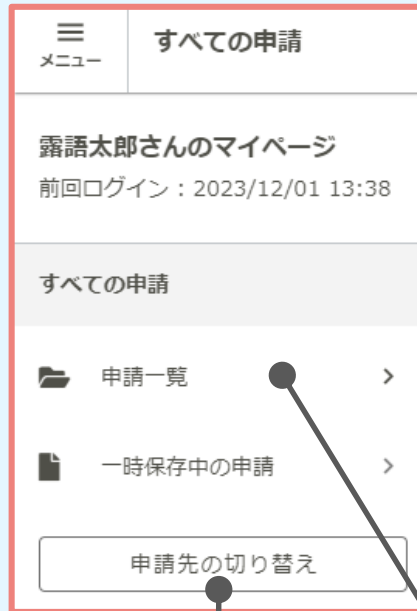 メニュー
すべての申請
露語太郎さんのマイページ
前回ログイン：2023/12/01 13:38
すべての申請
申請一覧
一時保存中の申請
申請先の切り替え